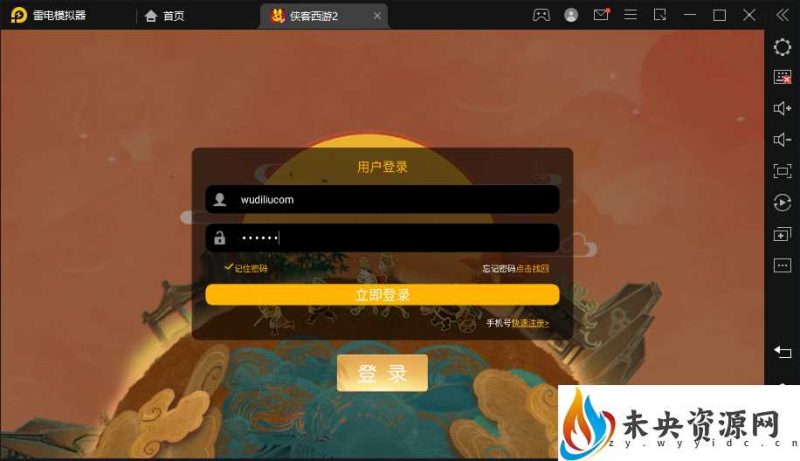 雷电模拟器
首页
侠客西游2
用户登录
wudiliucom
••••••
记住密码
忘记密码点击找回
立即登录
手机号快速注册>
登 录
未央资源网
zy.wyyidc.cn